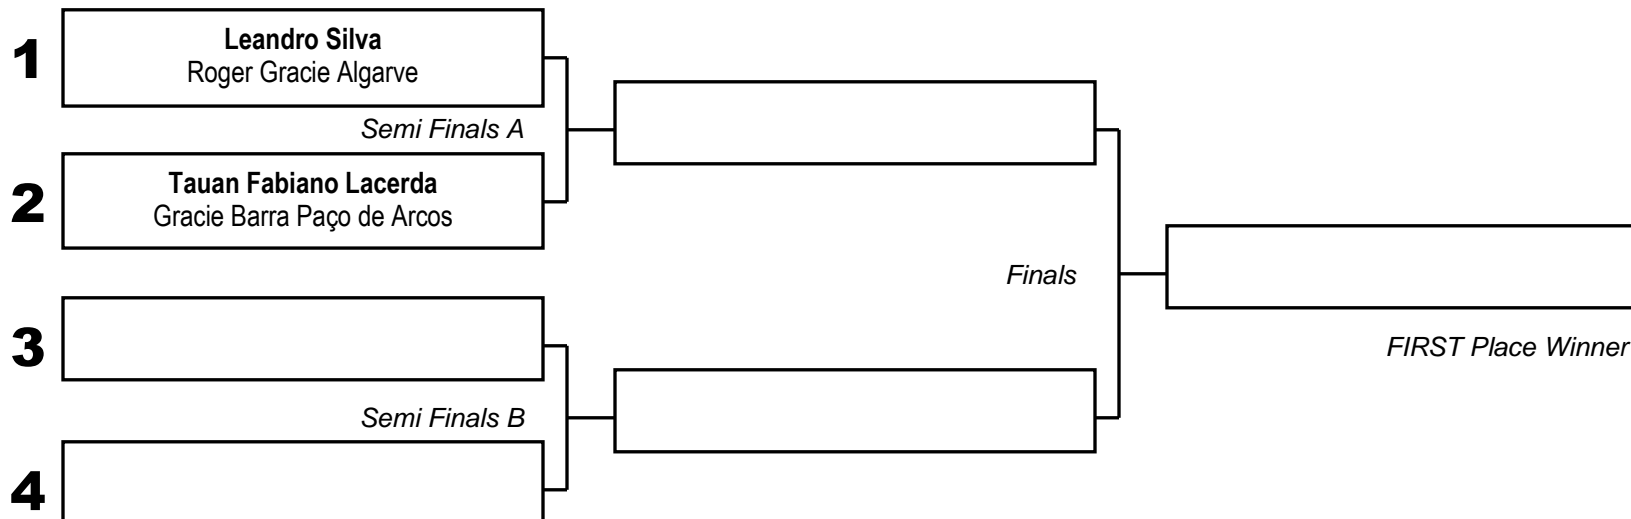 1
Leandro Silva
Roger Gracie Algarve
Semi Finals A
2
Tauan Fabiano Lacerda
Gracie Barra Paço de Arcos
Finals
3
FIRST Place Winner
Semi Finals B
4